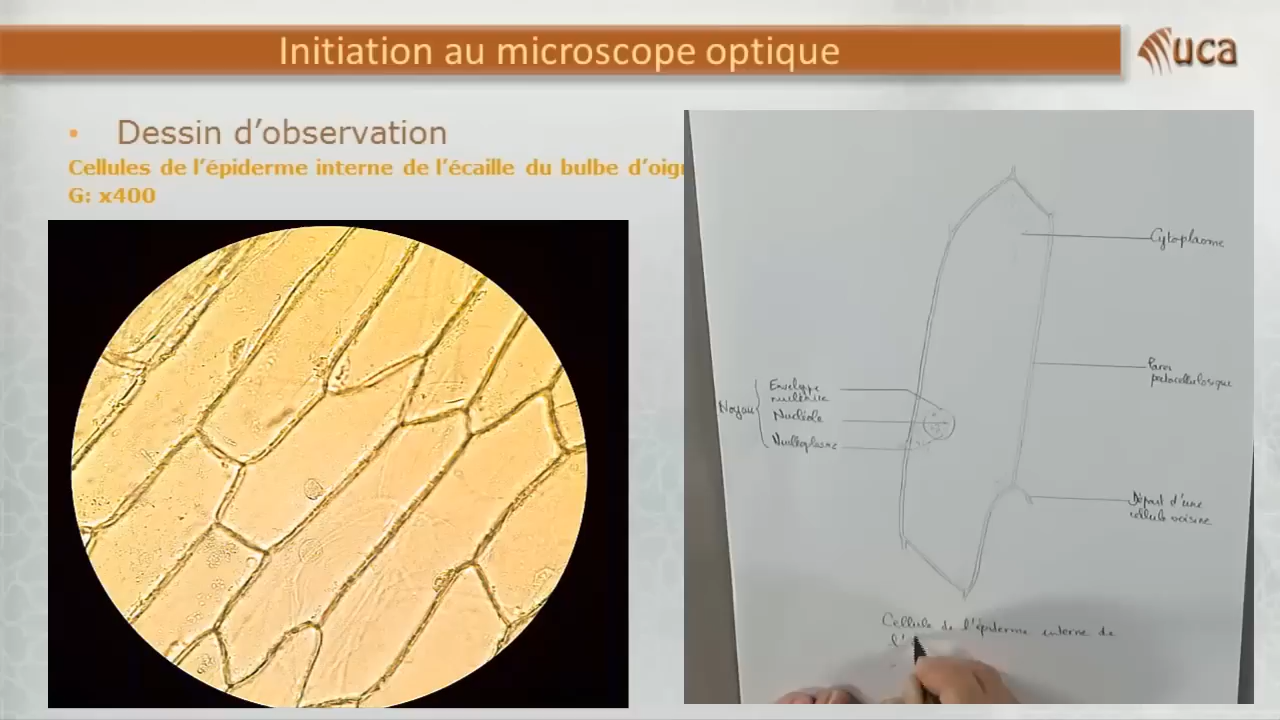 Initiation au microscope optique
uca
• Dessin d’observation
Cellules de l’épiderme interne de l’écaille du bulbe d’oign
G: x400
Cytoplasme
Paroi
pectocellulosique
Noyau
Enveloppe
nucléaire
Nucléole
Nucléoplasme
Départ d'une
cellule voisine
Cellule de l'épiderme interne de
l'